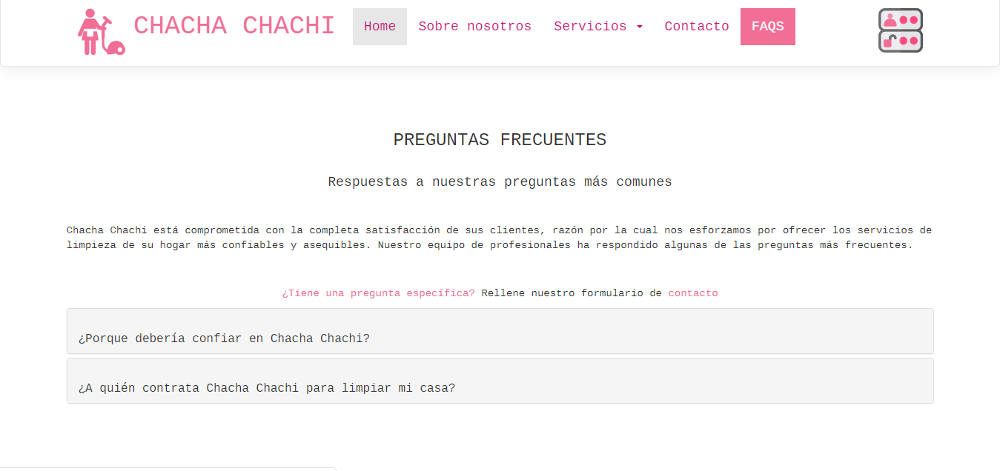 CHACHA CHACHI
Home
Sobre nosotros
Servicios
Contacto
FAQS
PREGUNTAS FRECUENTES
Respuestas a nuestras preguntas más comunes
Chacha Chachi está comprometida con la completa satisfacción de sus clientes, razón por la cual nos esforzamos por ofrecer los servicios de
limpieza de su hogar más confiables y asequibles. Nuestro equipo de profesionales ha respondido algunas de las preguntas más frecuentes.
¿Tiene una pregunta específica? Rellene nuestro formulario de contacto
¿Porque debería confiar en Chacha Chachi?
¿A quién contrata Chacha Chachi para limpiar mi casa?